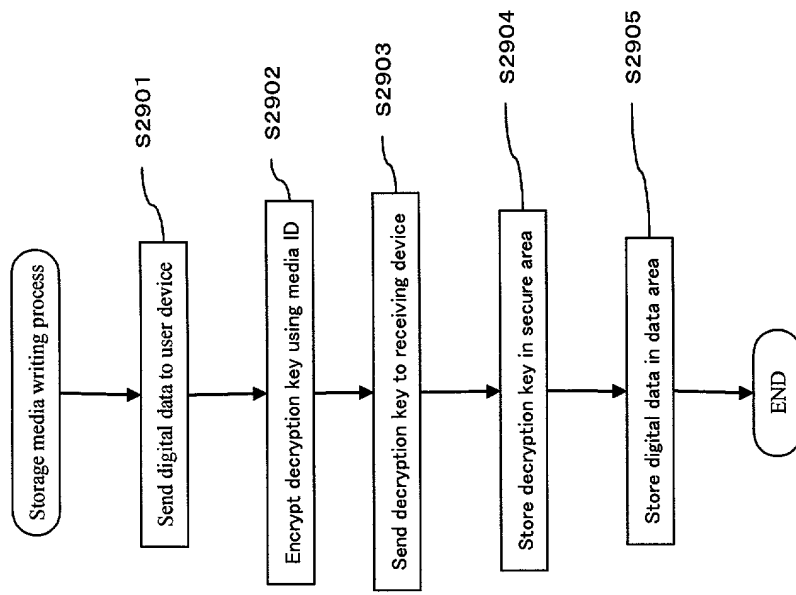 Storage media writing process
Send digital data to user device
S2901
Encrypt decryption key using media ID
S2902
Send decryption key to receiving device
S2903
Store decryption key in secure area
S2904
Store digital data in data area
S2905
END